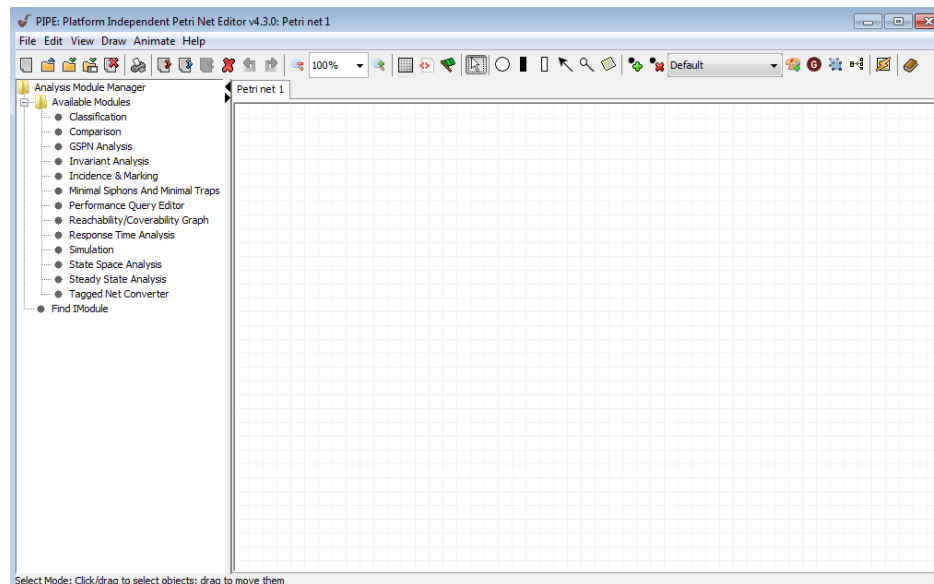 PIPE: Platform Independent Petri Net Editor v4.3.0: Petri net 1
File Edit View Draw Animate Help
100% Default G
Analysis Module Manager
Petri net 1
Available Modules
Classification
Comparison
GSPN Analysis
Invariant Analysis
Incidence & Marking
Minimal Siphons And Minimal Traps
Performance Query Editor
Reachability/Coverability Graph
Response Time Analysis
Simulation
State Space Analysis
Steady State Analysis
Tagged Net Converter
Find IModule
Select Mode: Click/drag to select objects; drag to move them